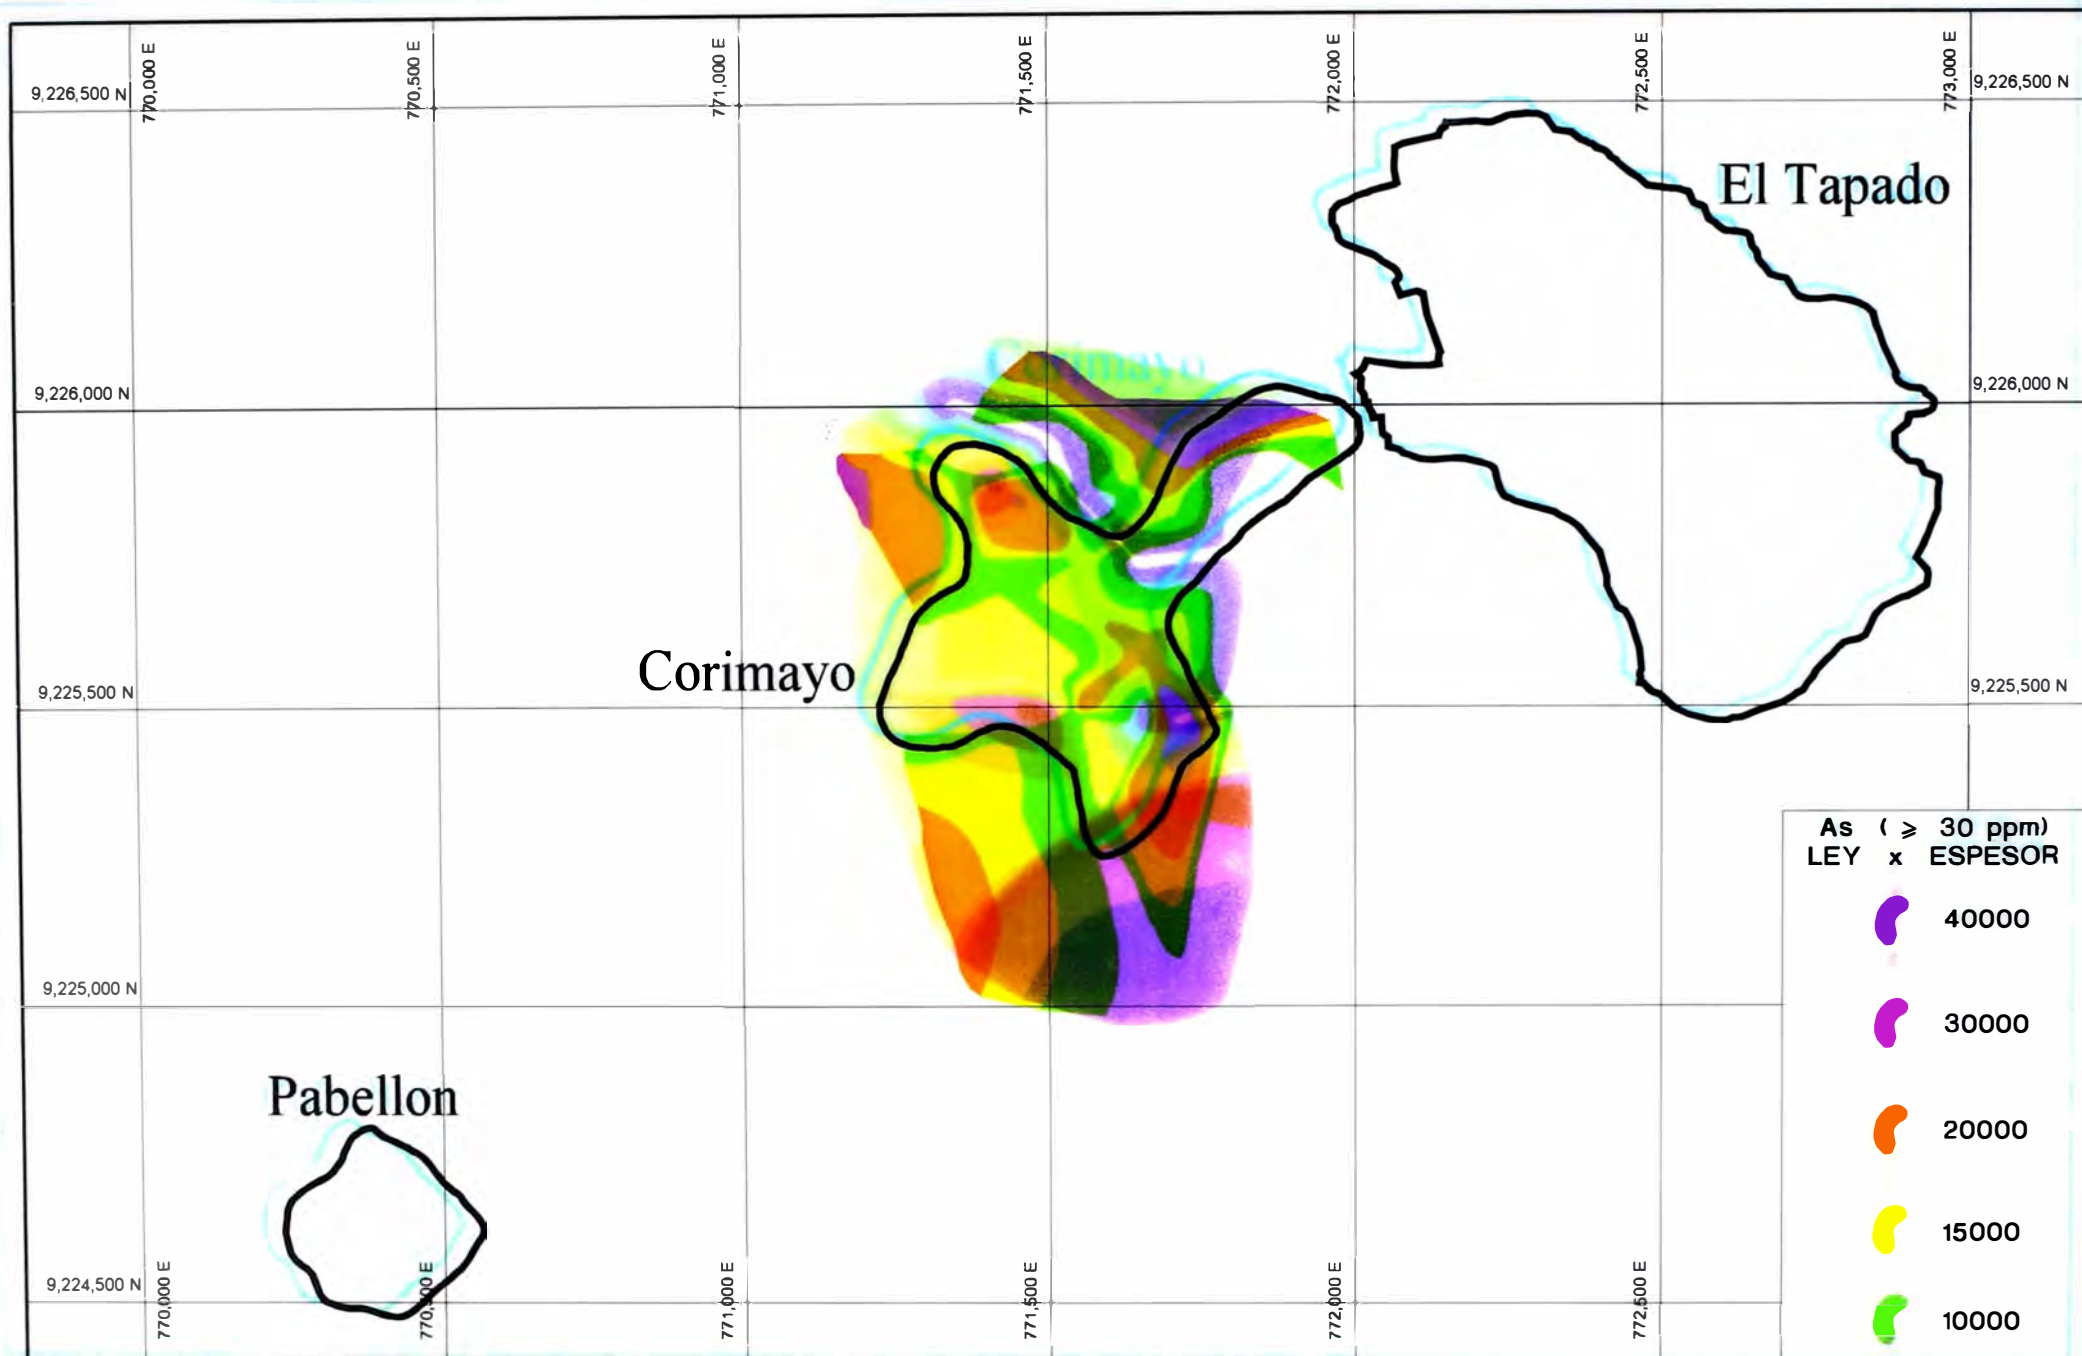 770,000 E
770,500 E
771,000 E
771,500 E
772,000 E
772,500 E
773,000 E
9,226,500 N
9,226,500 N
El Tapado
Corimayo
9,226,000 N
9,226,000 N
Corimayo
9,225,500 N
9,225,500 N
As ( ⩾ 30 ppm)
LEY x ESPESOR
40000
9,225,000 N
30000
Pabellon
20000
15000
9,224,500 N
10000
770,000 E
770,500 E
771,000 E
771,500 E
772,000 E
772,500 E